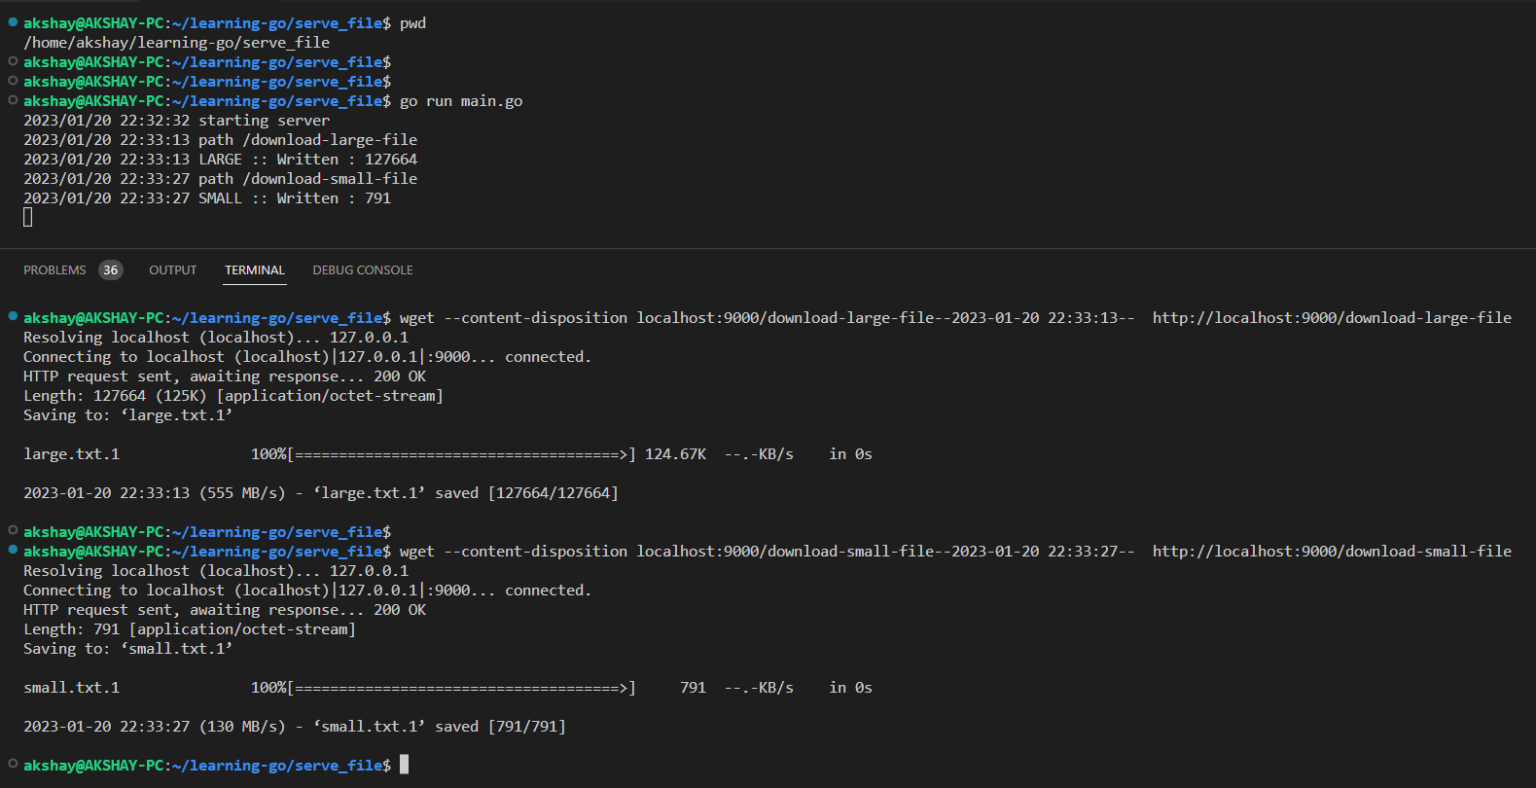 akshay@AKSHAY-PC:~/learning-go/serve_file$ pwd
/home/akshay/learning-go/serve_file
akshay@AKSHAY-PC:~/learning-go/serve_file$
akshay@AKSHAY-PC:~/learning-go/serve_file$
akshay@AKSHAY-PC:~/learning-go/serve_file$ go run main.go
2023/01/20 22:32:32 starting server
2023/01/20 22:33:13 path /download-large-file
2023/01/20 22:33:13 LARGE :: Written : 127664
2023/01/20 22:33:27 path /download-small-file
2023/01/20 22:33:27 SMALL :: Written : 791
PROBLEMS 36 OUTPUT TERMINAL DEBUG CONSOLE
akshay@AKSHAY-PC:~/learning-go/serve_file$ wget --content-disposition localhost:9000/download-large-file--2023-01-20 22:33:13--  http://localhost:9000/download-large-file
Resolving localhost (localhost)... 127.0.0.1
Connecting to localhost (localhost)|127.0.0.1|:9000... connected.
HTTP request sent, awaiting response... 200 OK
Length: 127664 (125K) [application/octet-stream]
Saving to: ‘large.txt.1’
large.txt.1               100%[=====================================>] 124.67K  --.-KB/s    in 0s
2023-01-20 22:33:13 (555 MB/s) - ‘large.txt.1’ saved [127664/127664]
akshay@AKSHAY-PC:~/learning-go/serve_file$
akshay@AKSHAY-PC:~/learning-go/serve_file$ wget --content-disposition localhost:9000/download-small-file--2023-01-20 22:33:27--  http://localhost:9000/download-small-file
Resolving localhost (localhost)... 127.0.0.1
Connecting to localhost (localhost)|127.0.0.1|:9000... connected.
HTTP request sent, awaiting response... 200 OK
Length: 791 [application/octet-stream]
Saving to: ‘small.txt.1’
small.txt.1               100%[=====================================>]     791  --.-KB/s    in 0s
2023-01-20 22:33:27 (130 MB/s) - ‘small.txt.1’ saved [791/791]
akshay@AKSHAY-PC:~/learning-go/serve_file$